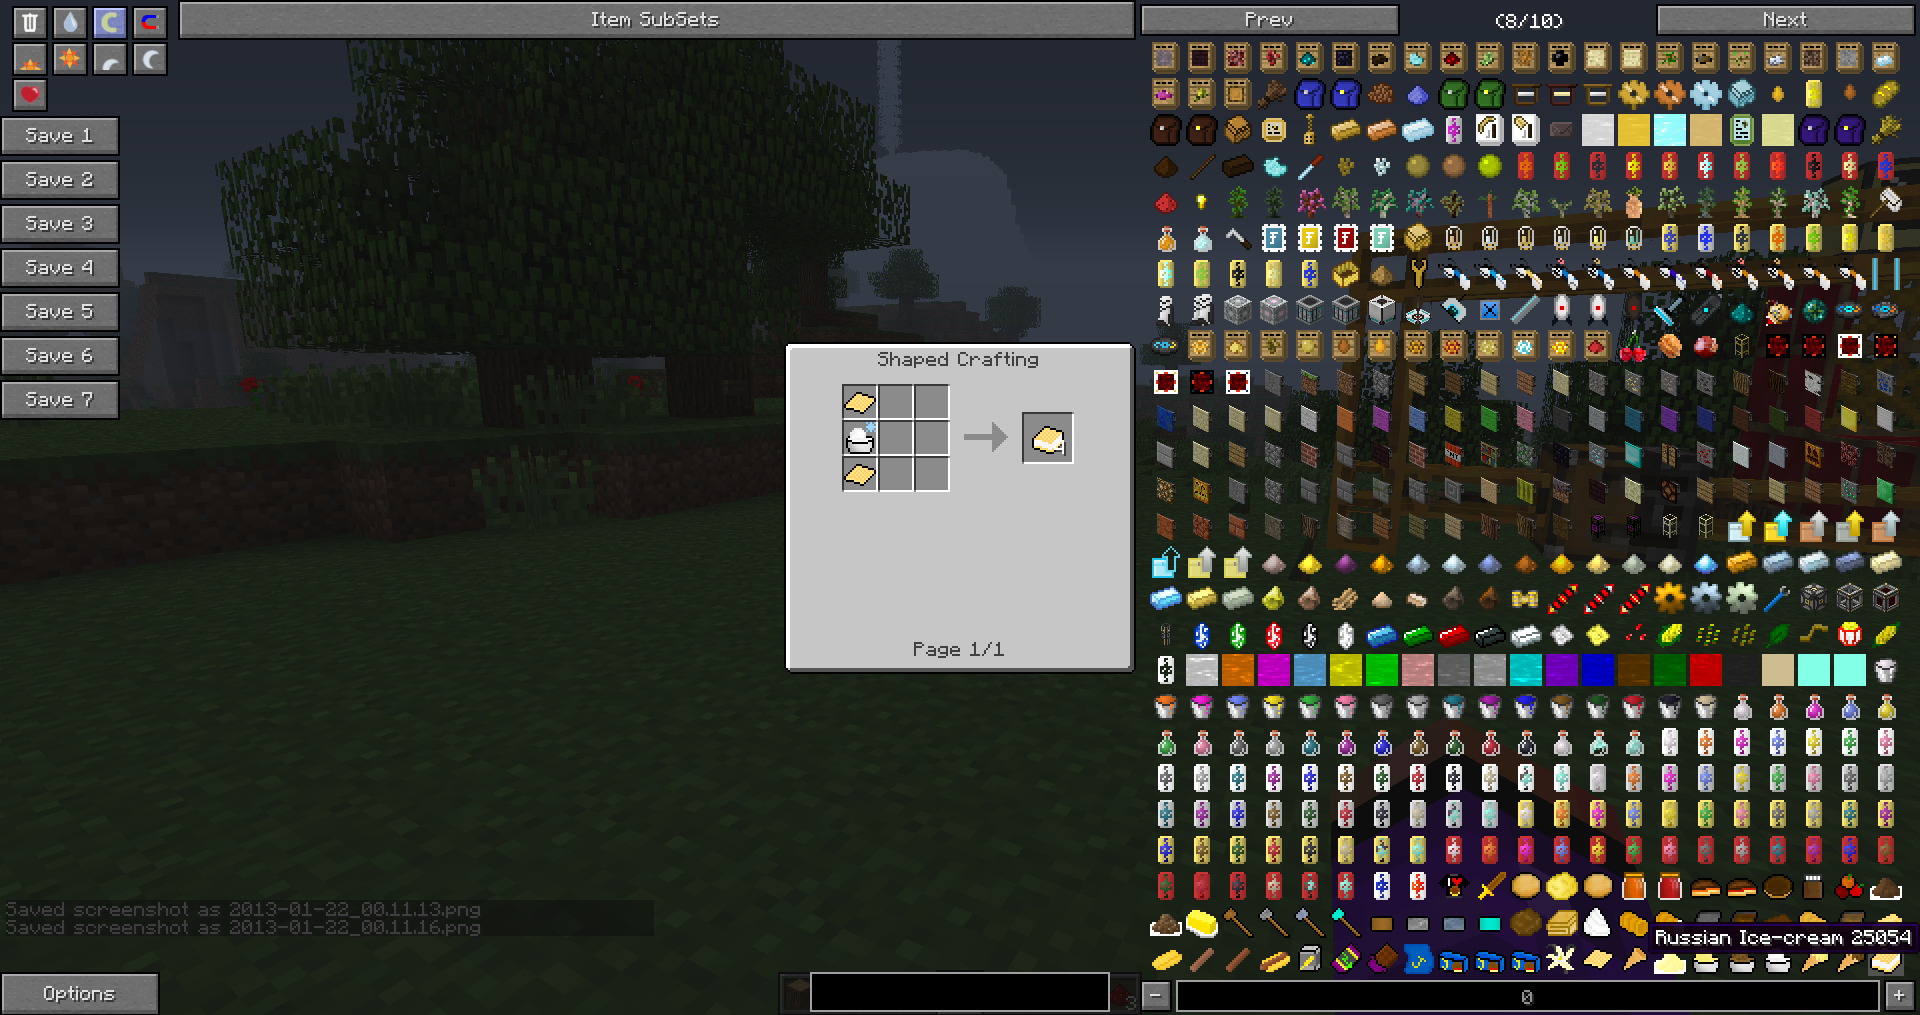 Item SubSets
Prev
(8/10)
Next
Save 1
Save 2
Save 3
Save 4
Save 5
Save 6
Save 7
Shaped Crafting
Page 1/1
Saved screenshot as 2013-01-22_00.11.13.png
Saved screenshot as 2013-01-22_00.11.16.png
Russian Ice-cream 25054
Options
3
-
0
+